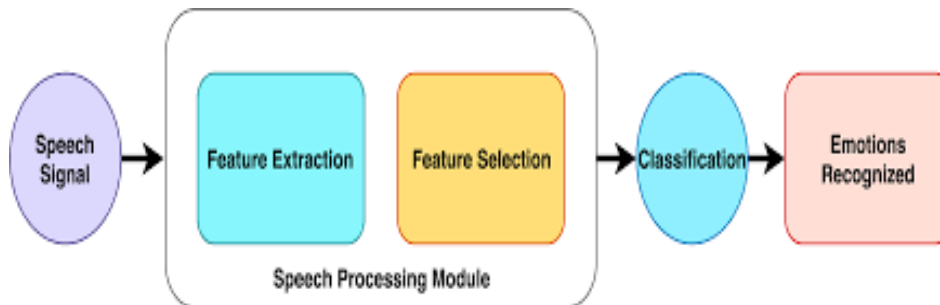 Speech
Signal
Feature Extraction
Feature Selection
Speech Processing Module
Classification
Emotions
Recognized